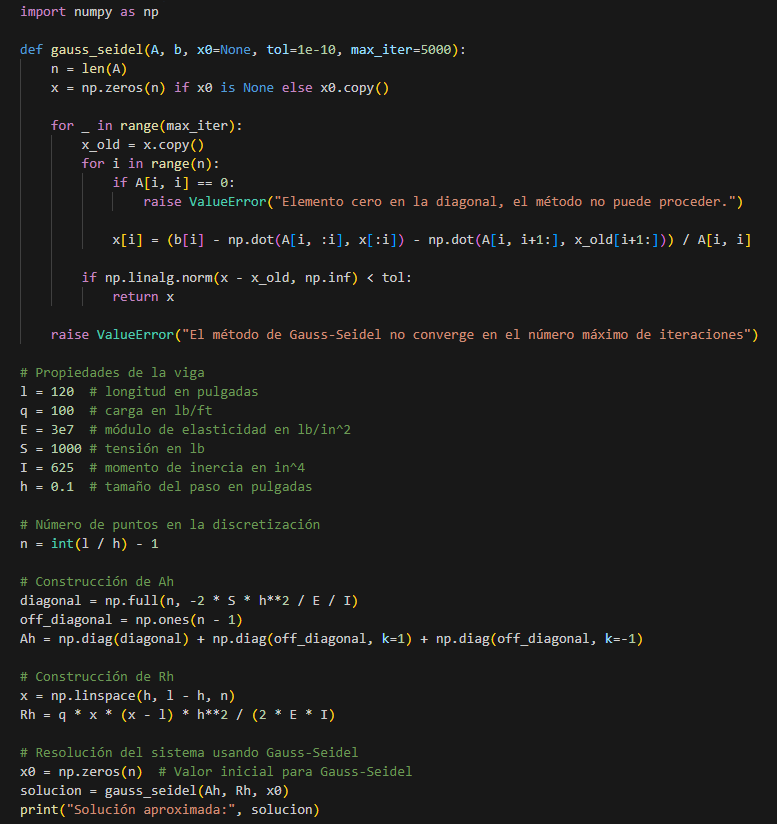 import numpy as np
def gauss_seidel(A, b, x0=None, tol=1e-10, max_iter=5000):
    n = len(A)
    x = np.zeros(n) if x0 is None else x0.copy()
    for _ in range(max_iter):
        x_old = x.copy()
        for i in range(n):
            if A[i, i] == 0:
                raise ValueError("Elemento cero en la diagonal, el método no puede proceder.")
            x[i] = (b[i] - np.dot(A[i, :i], x[:i]) - np.dot(A[i, i+1:], x_old[i+1:])) / A[i, i]
        if np.linalg.norm(x - x_old, np.inf) < tol:
            return x
    raise ValueError("El método de Gauss-Seidel no converge en el número máximo de iteraciones")
# Propiedades de la viga
l = 120  # longitud en pulgadas
q = 100  # carga en lb/ft
E = 3e7  # módulo de elasticidad en lb/in^2
S = 1000 # tensión en lb
I = 625  # momento de inercia en in^4
h = 0.1  # tamaño del paso en pulgadas
# Número de puntos en la discretización
n = int(l / h) - 1
# Construcción de Ah
diagonal = np.full(n, -2 * S * h**2 / E / I)
off_diagonal = np.ones(n - 1)
Ah = np.diag(diagonal) + np.diag(off_diagonal, k=1) + np.diag(off_diagonal, k=-1)
# Construcción de Rh
x = np.linspace(h, l - h, n)
Rh = q * x * (x - l) * h**2 / (2 * E * I)
# Resolución del sistema usando Gauss-Seidel
x0 = np.zeros(n)  # Valor inicial para Gauss-Seidel
solucion = gauss_seidel(Ah, Rh, x0)
print("Solución aproximada:", solucion)